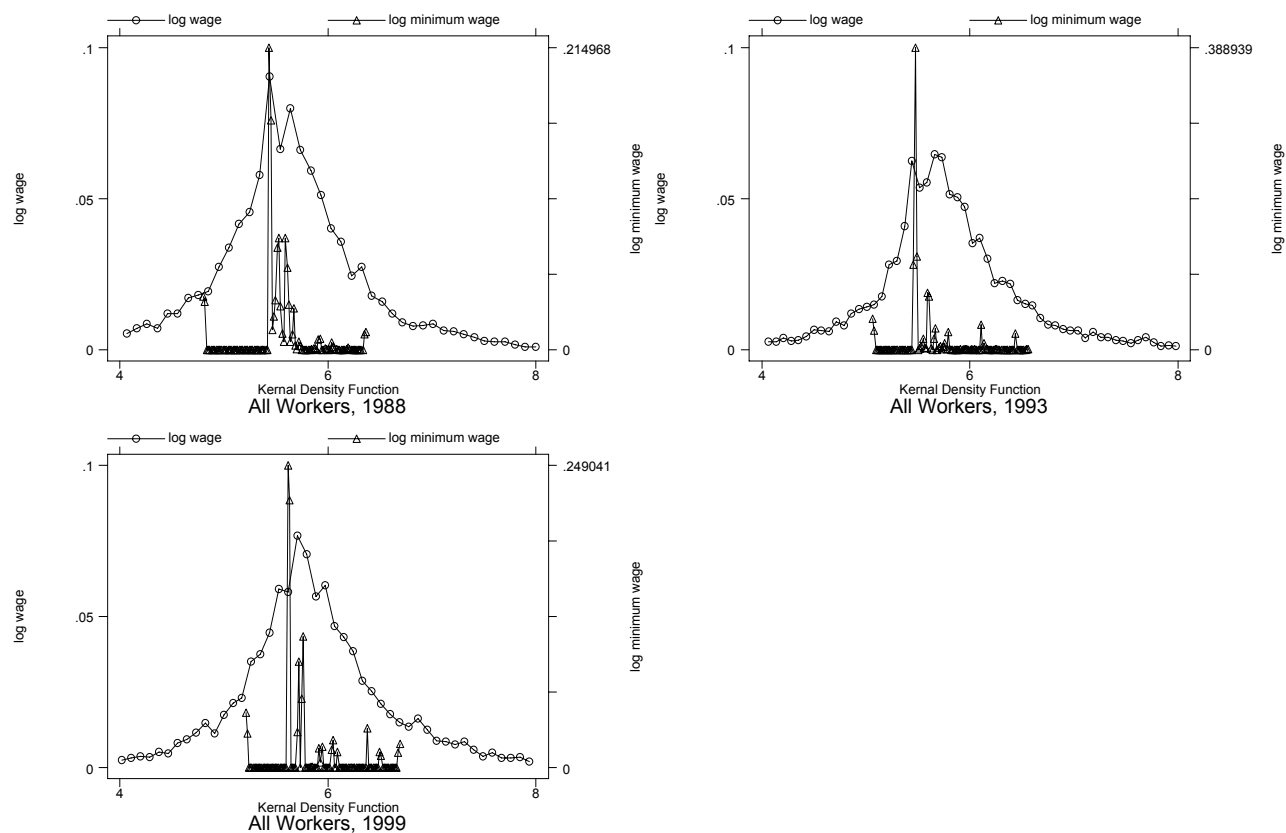 log wage log minimum wage
.1
.214968
log wage
log minimum wage
.05
0
0
4 6 8
Kernal Density Function
All Workers, 1988
log wage log minimum wage
.1
.388939
log wage
log minimum wage
.05
0
0
4 6 8
Kernal Density Function
All Workers, 1993
log wage log minimum wage
.1
.249041
log wage
log minimum wage
.05
0
0
4 6 8
Kernal Density Function
All Workers, 1999